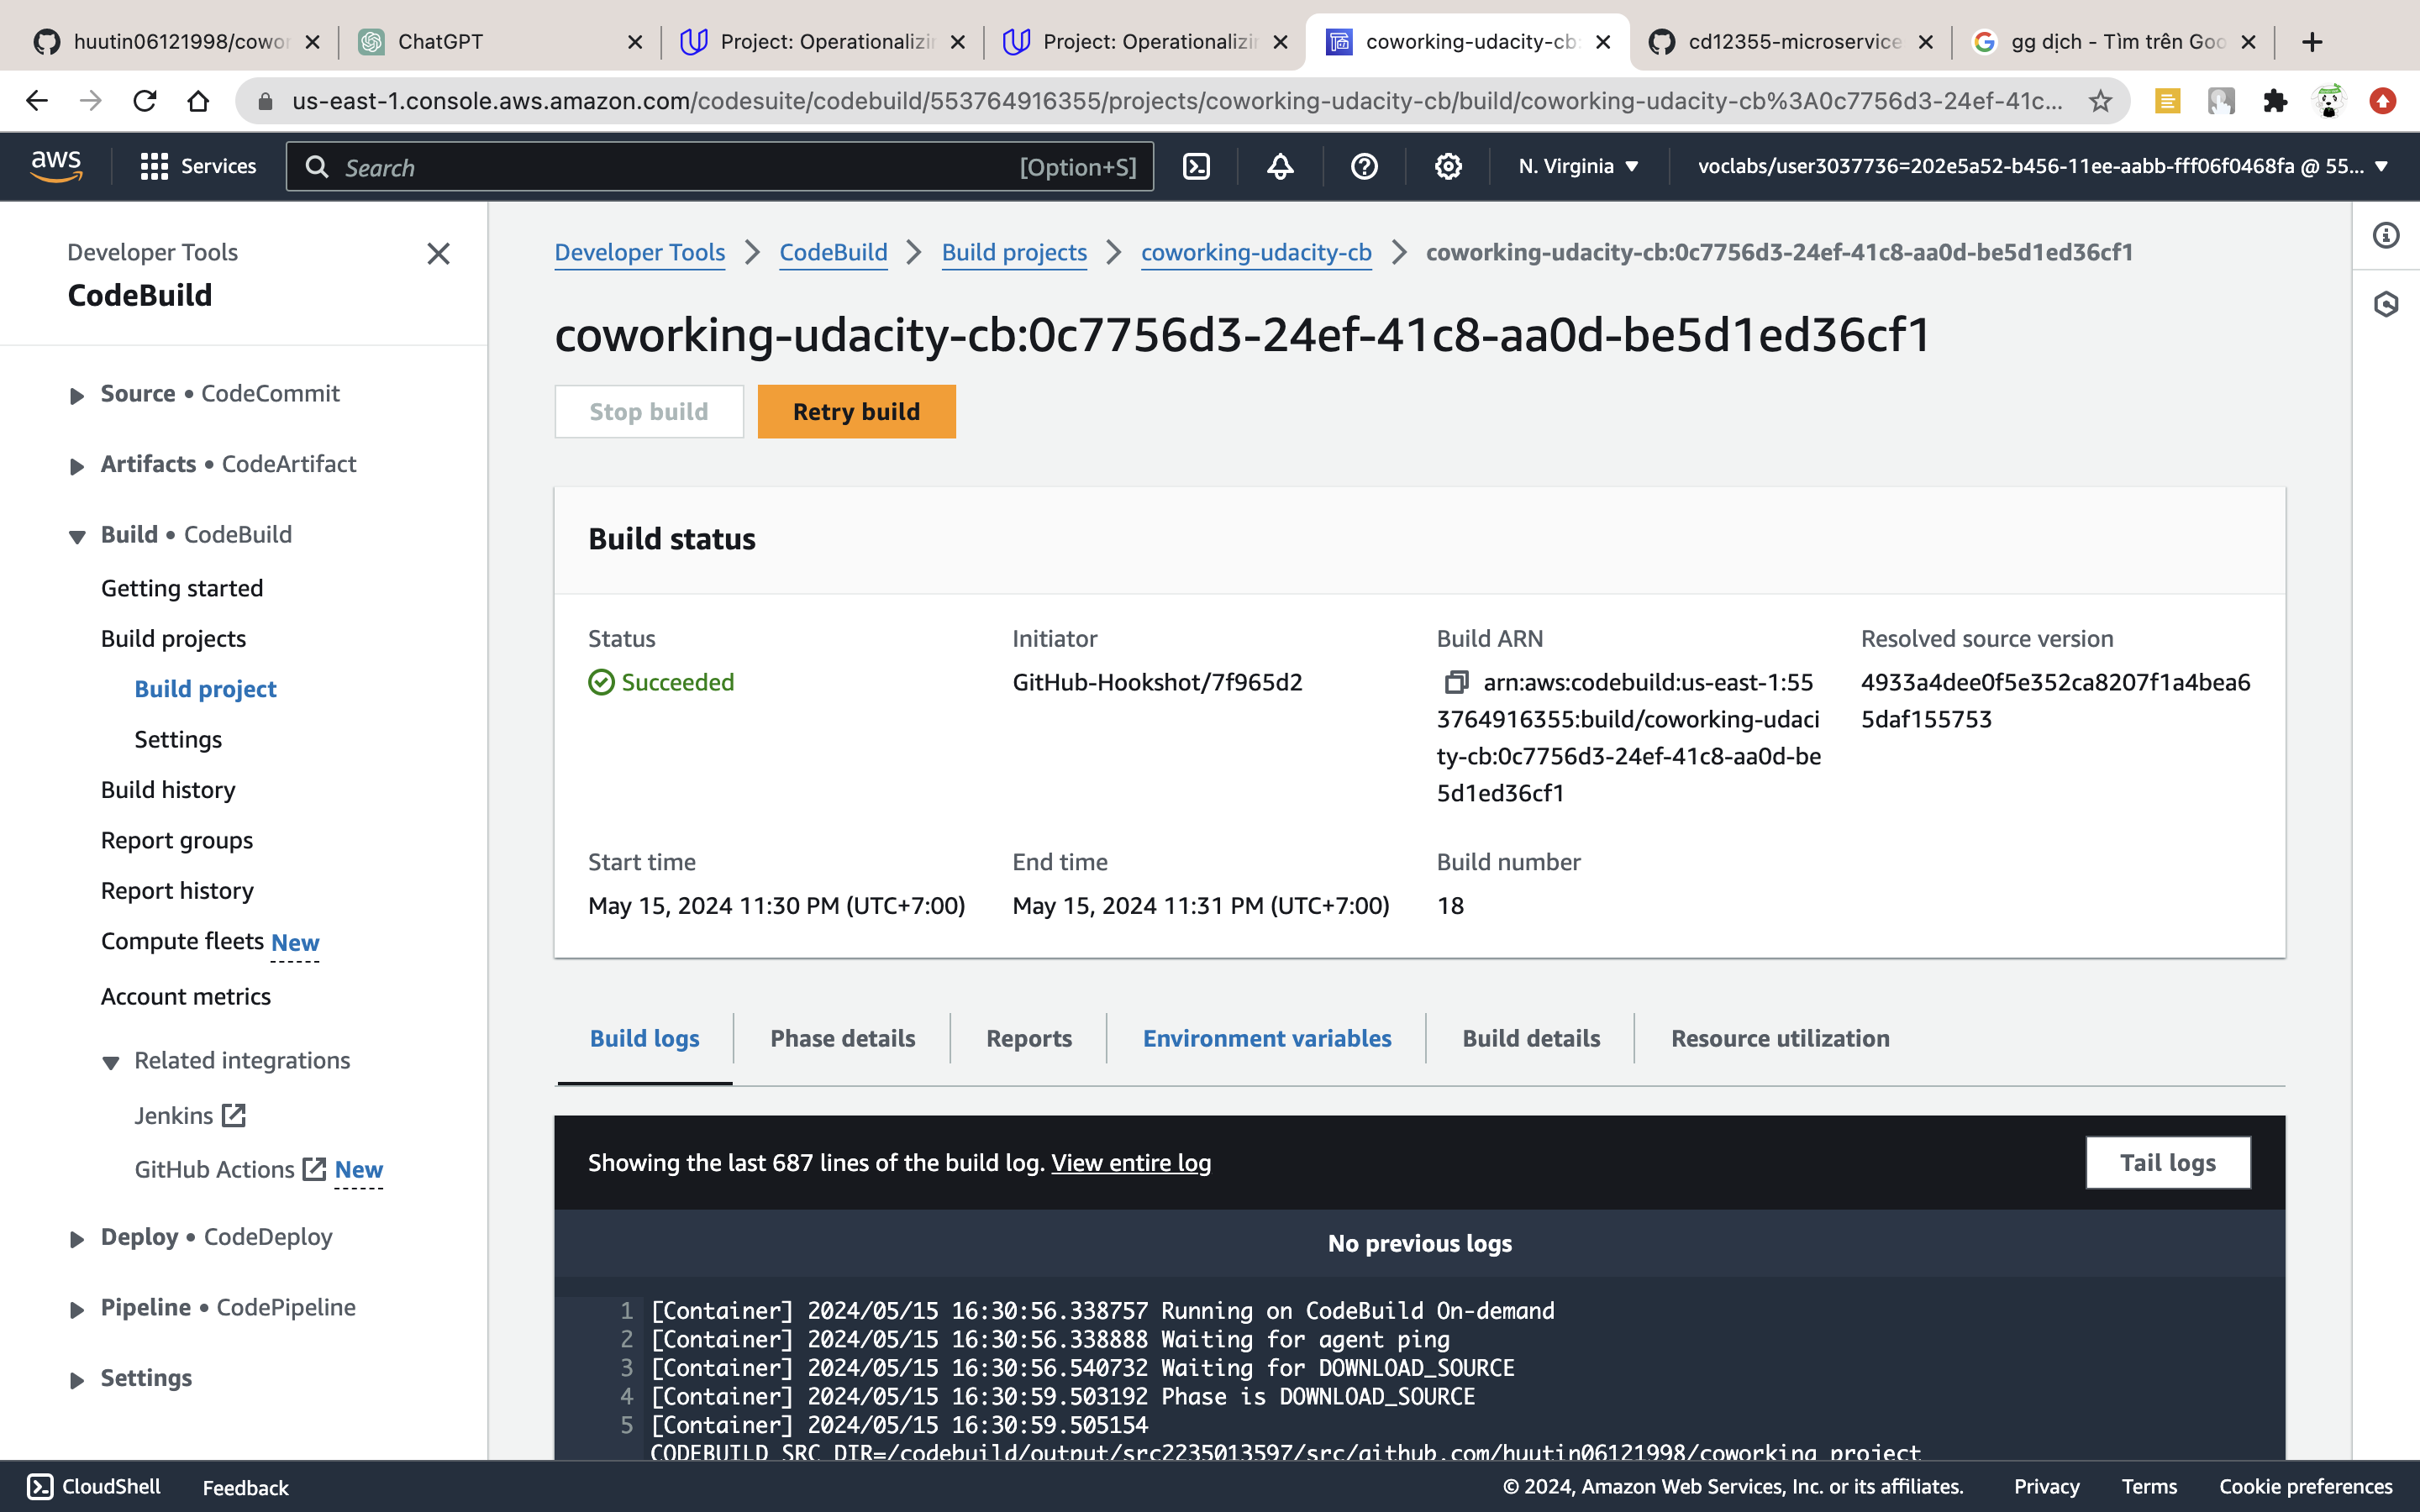 huutin06121998/cowor
ChatGPT
Project: Operationalizin
Project: Operationalizin
coworking-udacity-cb:
cd12355-microservice
gg dịch - Tìm trên Goo
us-east-1.console.aws.amazon.com/codesuite/codebuild/553764916355/projects/coworking-udacity-cb/build/coworking-udacity-cb%3A0c7756d3-24ef-41c...
aws
Services
Search
[Option+S]
N. Virginia
voclabs/user3037736=202e5a52-b456-11ee-aabb-fff06f0468fa @ 55...
Developer Tools
CodeBuild
Source • CodeCommit
Artifacts • CodeArtifact
Build • CodeBuild
Getting started
Build projects
Build project
Settings
Build history
Report groups
Report history
Compute fleets New
Account metrics
Related integrations
Jenkins
GitHub Actions New
Deploy • CodeDeploy
Pipeline • CodePipeline
Settings
Developer Tools
CodeBuild
Build projects
coworking-udacity-cb
coworking-udacity-cb:0c7756d3-24ef-41c8-aa0d-be5d1ed36cf1
coworking-udacity-cb:0c7756d3-24ef-41c8-aa0d-be5d1ed36cf1
Stop build
Retry build
Build status
Status
Succeeded
Initiator
GitHub-Hookshot/7f965d2
Build ARN
arn:aws:codebuild:us-east-1:55
3764916355:build/coworking-udaci
ty-cb:0c7756d3-24ef-41c8-aa0d-be
5d1ed36cf1
Resolved source version
4933a4dee0f5e352ca8207f1a4bea6
5daf155753
Start time
May 15, 2024 11:30 PM (UTC+7:00)
End time
May 15, 2024 11:31 PM (UTC+7:00)
Build number
18
Build logs
Phase details
Reports
Environment variables
Build details
Resource utilization
Showing the last 687 lines of the build log. View entire log
Tail logs
No previous logs
1 [Container] 2024/05/15 16:30:56.338757 Running on CodeBuild On-demand
2 [Container] 2024/05/15 16:30:56.338888 Waiting for agent ping
3 [Container] 2024/05/15 16:30:56.540732 Waiting for DOWNLOAD_SOURCE
4 [Container] 2024/05/15 16:30:59.503192 Phase is DOWNLOAD_SOURCE
5 [Container] 2024/05/15 16:30:59.505154
CODEBUILD_SRC_DIR=/codebuild/output/src2235013597/src/github.com/huutin06121998/coworking_project
CloudShell
Feedback
© 2024, Amazon Web Services, Inc. or its affiliates.
Privacy
Terms
Cookie preferences